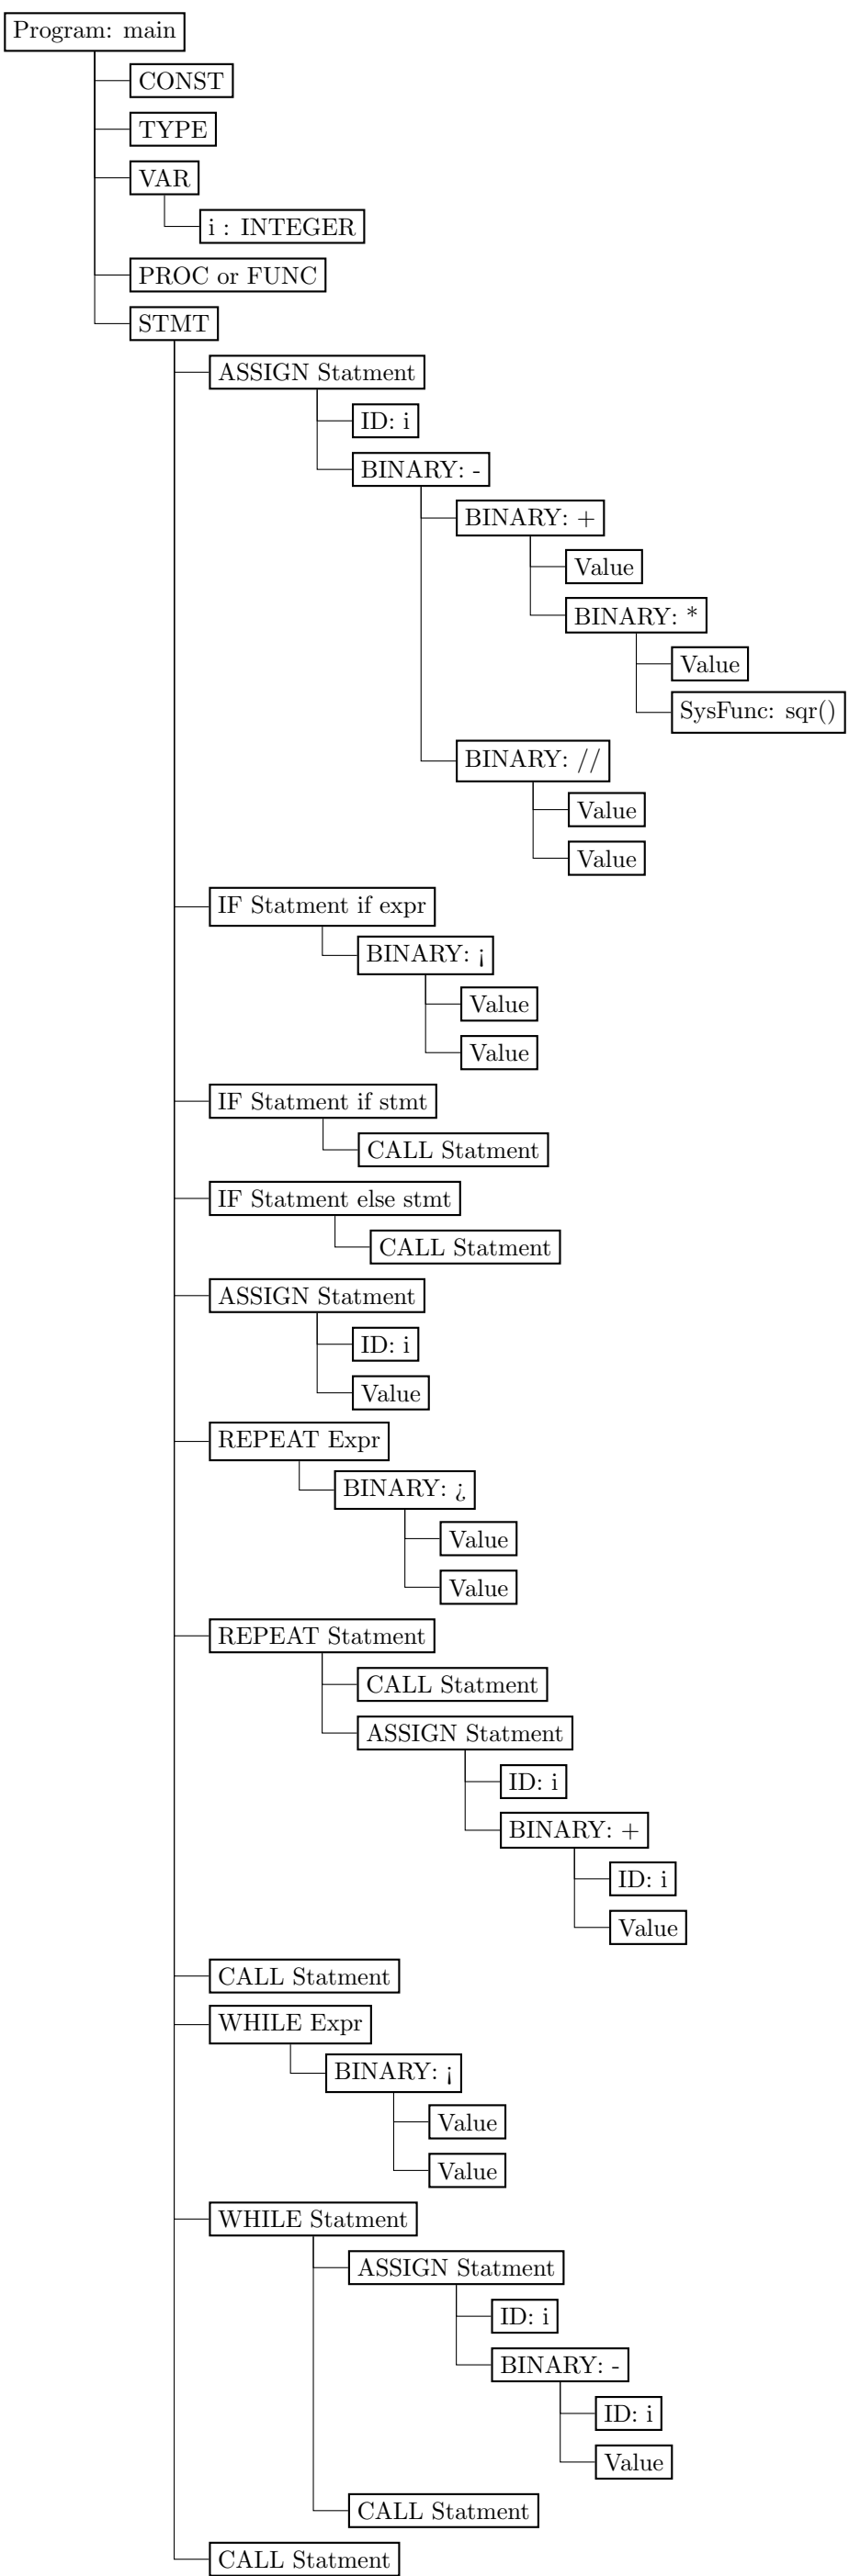 Program: main
CONST
TYPE
VAR
i : INTEGER
PROC or FUNC
STMT
ASSIGN Statment
ID: i
BINARY: -
BINARY: +
Value
BINARY: *
Value
SysFunc: sqr()
BINARY: //
Value
Value
IF Statment if expr
BINARY: ¡
Value
Value
IF Statment if stmt
CALL Statment
IF Statment else stmt
CALL Statment
ASSIGN Statment
ID: i
Value
REPEAT Expr
BINARY: ¿
Value
Value
REPEAT Statment
CALL Statment
ASSIGN Statment
ID: i
BINARY: +
ID: i
Value
CALL Statment
WHILE Expr
BINARY: ¡
Value
Value
WHILE Statment
ASSIGN Statment
ID: i
BINARY: -
ID: i
Value
CALL Statment
CALL Statment